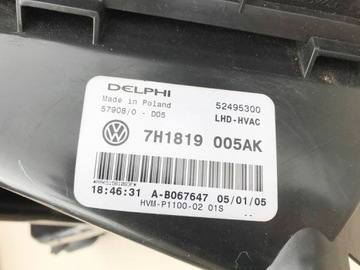 DELPHI
52495300
Made in Poland
LHD-HVAC
57908/0 - D05
7H1819 005AK
18:46:31 A-B067647 05/01/05
HVM-P1100-02 01S